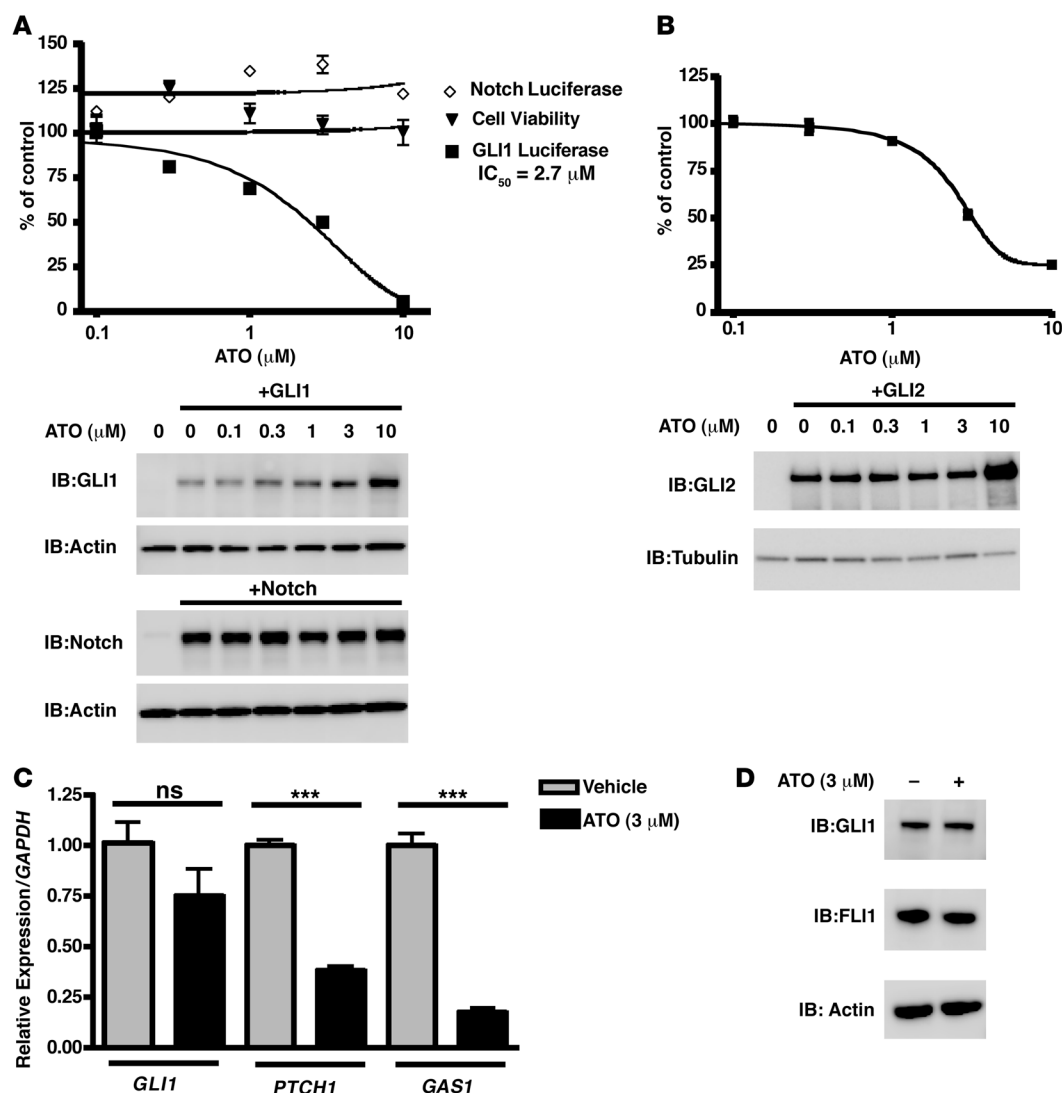 A
150
125
100
75
50
25
0
% of control
0.1 1 10
ATO (μM)
Notch Luciferase
Cell Viability
GLI1 Luciferase
IC50 = 2.7 μM
+GLI1
ATO (μM) 0 0 0.1 0.3 1 3 10
IB:GLI1
IB:Actin
+Notch
IB:Notch
IB:Actin
B
125
100
75
50
25
0
% of control
0.1 1 10
ATO (μM)
+GLI2
ATO (μM) 0 0 0.1 0.3 1 3 10
IB:GLI2
IB:Tubulin
C
1.25
1.00
0.75
0.50
0.25
0.00
Relative Expression/GAPDH
ns *** ***
GLI1 PTCH1 GAS1
Vehicle
ATO (3 μM)
D
ATO (3 μM) – +
IB:GLI1
IB:FLI1
IB: Actin